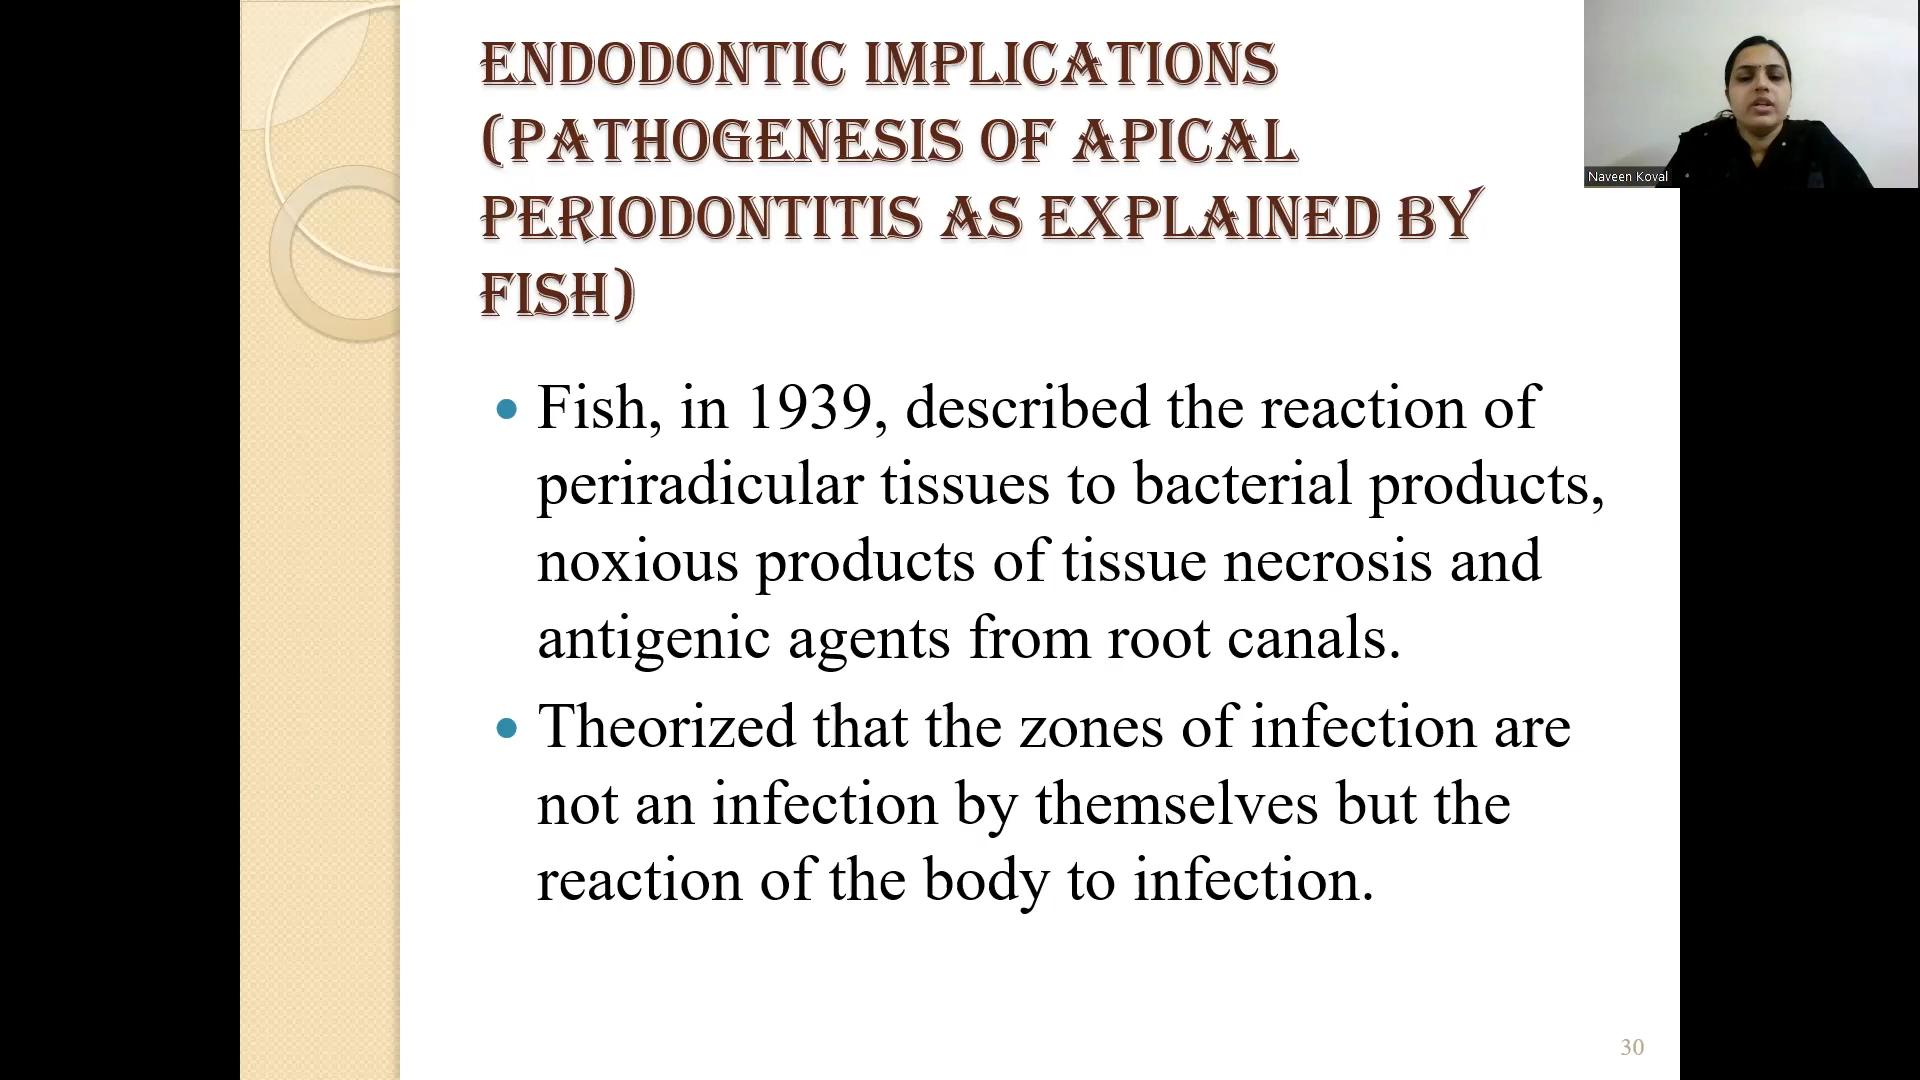 ENDODONTIC IMPLICATIONS
(PATHOGENESIS OF APICAL
PERIODONTITIS AS EXPLAINED BY
FISH)
Naveen Koval
• Fish, in 1939, described the reaction of
periradicular tissues to bacterial products,
noxious products of tissue necrosis and
antigenic agents from root canals.
• Theorized that the zones of infection are
not an infection by themselves but the
reaction of the body to infection.
30